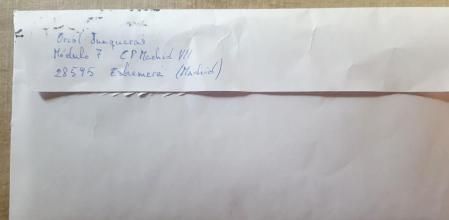 Oriol Junqueras
Módulo 7 CP Madrid VII
28595 Estremera (Madrid)